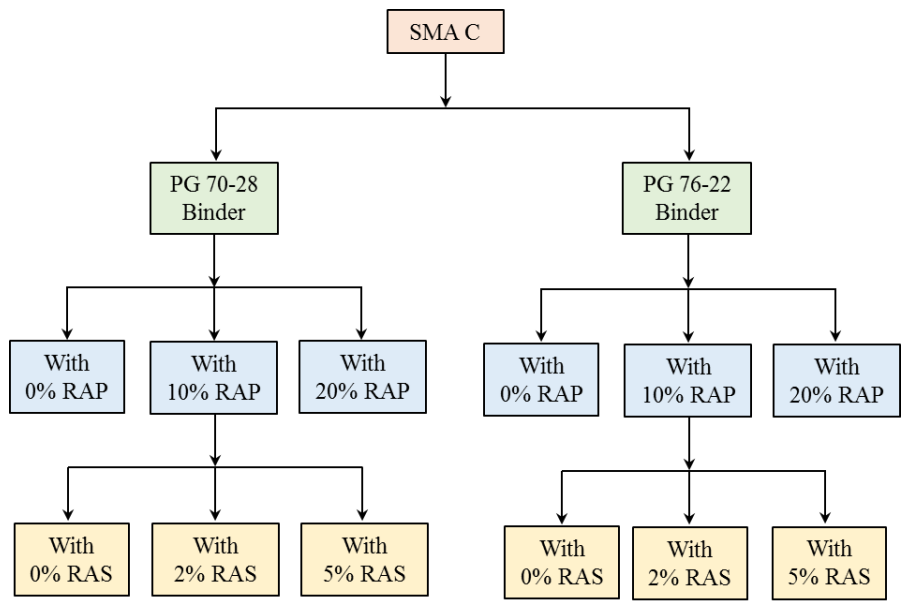 SMA C
PG 70-28
Binder
PG 76-22
Binder
With
0% RAP
With
10% RAP
With
20% RAP
With
0% RAP
With
10% RAP
With
20% RAP
With
0% RAS
With
2% RAS
With
5% RAS
With
0% RAS
With
2% RAS
With
5% RAS